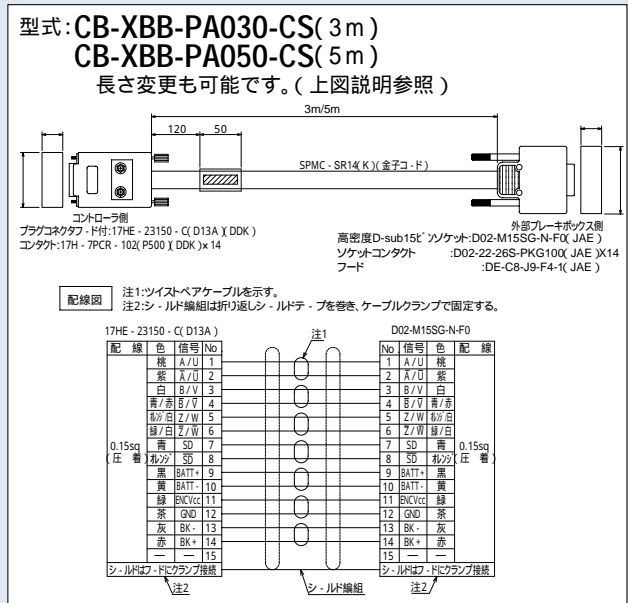 型式:CB-XBB-PA030-CS(3m)
CB-XBB-PA050-CS(5m)
長さ変更も可能です。(上図説明参照)
3m/5m
120 50
SPMC-SR14(K)(金子コード)
コントローラ側
プラグコネクタフード付:17HE-23150-C(D13A)(DDK)
コンタクト:17H-7PCR-102(P500)(DDK)×14
外部ブレーキボックス側
高密度D-sub15ピンソケット:D02-M15SG-N-F0(JAE)
ソケットコンタクト :D02-22-26S-PKG100(JAE)X14
フード :DE-C8-J9-F4-1(JAE)
配線図
注1:ツイストペアケーブルを示す。
注2:シールド編組は折り返しシールドテープを巻き、ケーブルクランプで固定する。
17HE-23150-C(D13A) 注1 D02-M15SG-N-F0
配線 色 信号 No No 信号 色 配線
桃 A/U 1 1 A/U 桃
紫 A̅/U̅ 2 2 A̅/U̅ 紫
白 B/V 3 3 B/V 白
青/赤 B̅/V̅ 4 4 B̅/V̅ 青/赤
オレンジ/白 Z/W 5 5 Z/W オレンジ/白
緑/白 Z̅/W̅ 6 6 Z̅/W̅ 緑/白
0.15sq 青 SD 7 7 SD 青 0.15sq
(圧着) オレンジ S̅D̅ 8 8 S̅D̅ オレンジ (圧着)
黒 BATT+ 9 9 BATT+ 黒
黄 BATT- 10 10 BATT- 黄
緑 ENCVcc 11 11 ENCVcc 緑
茶 GND 12 12 GND 茶
灰 BK- 13 13 BK- 灰
赤 BK+ 14 14 BK+ 赤
— — 15 15 — —
シールドはフードにクランプ接続 シールドはフードにクランプ接続
注2 シールド編組 注2